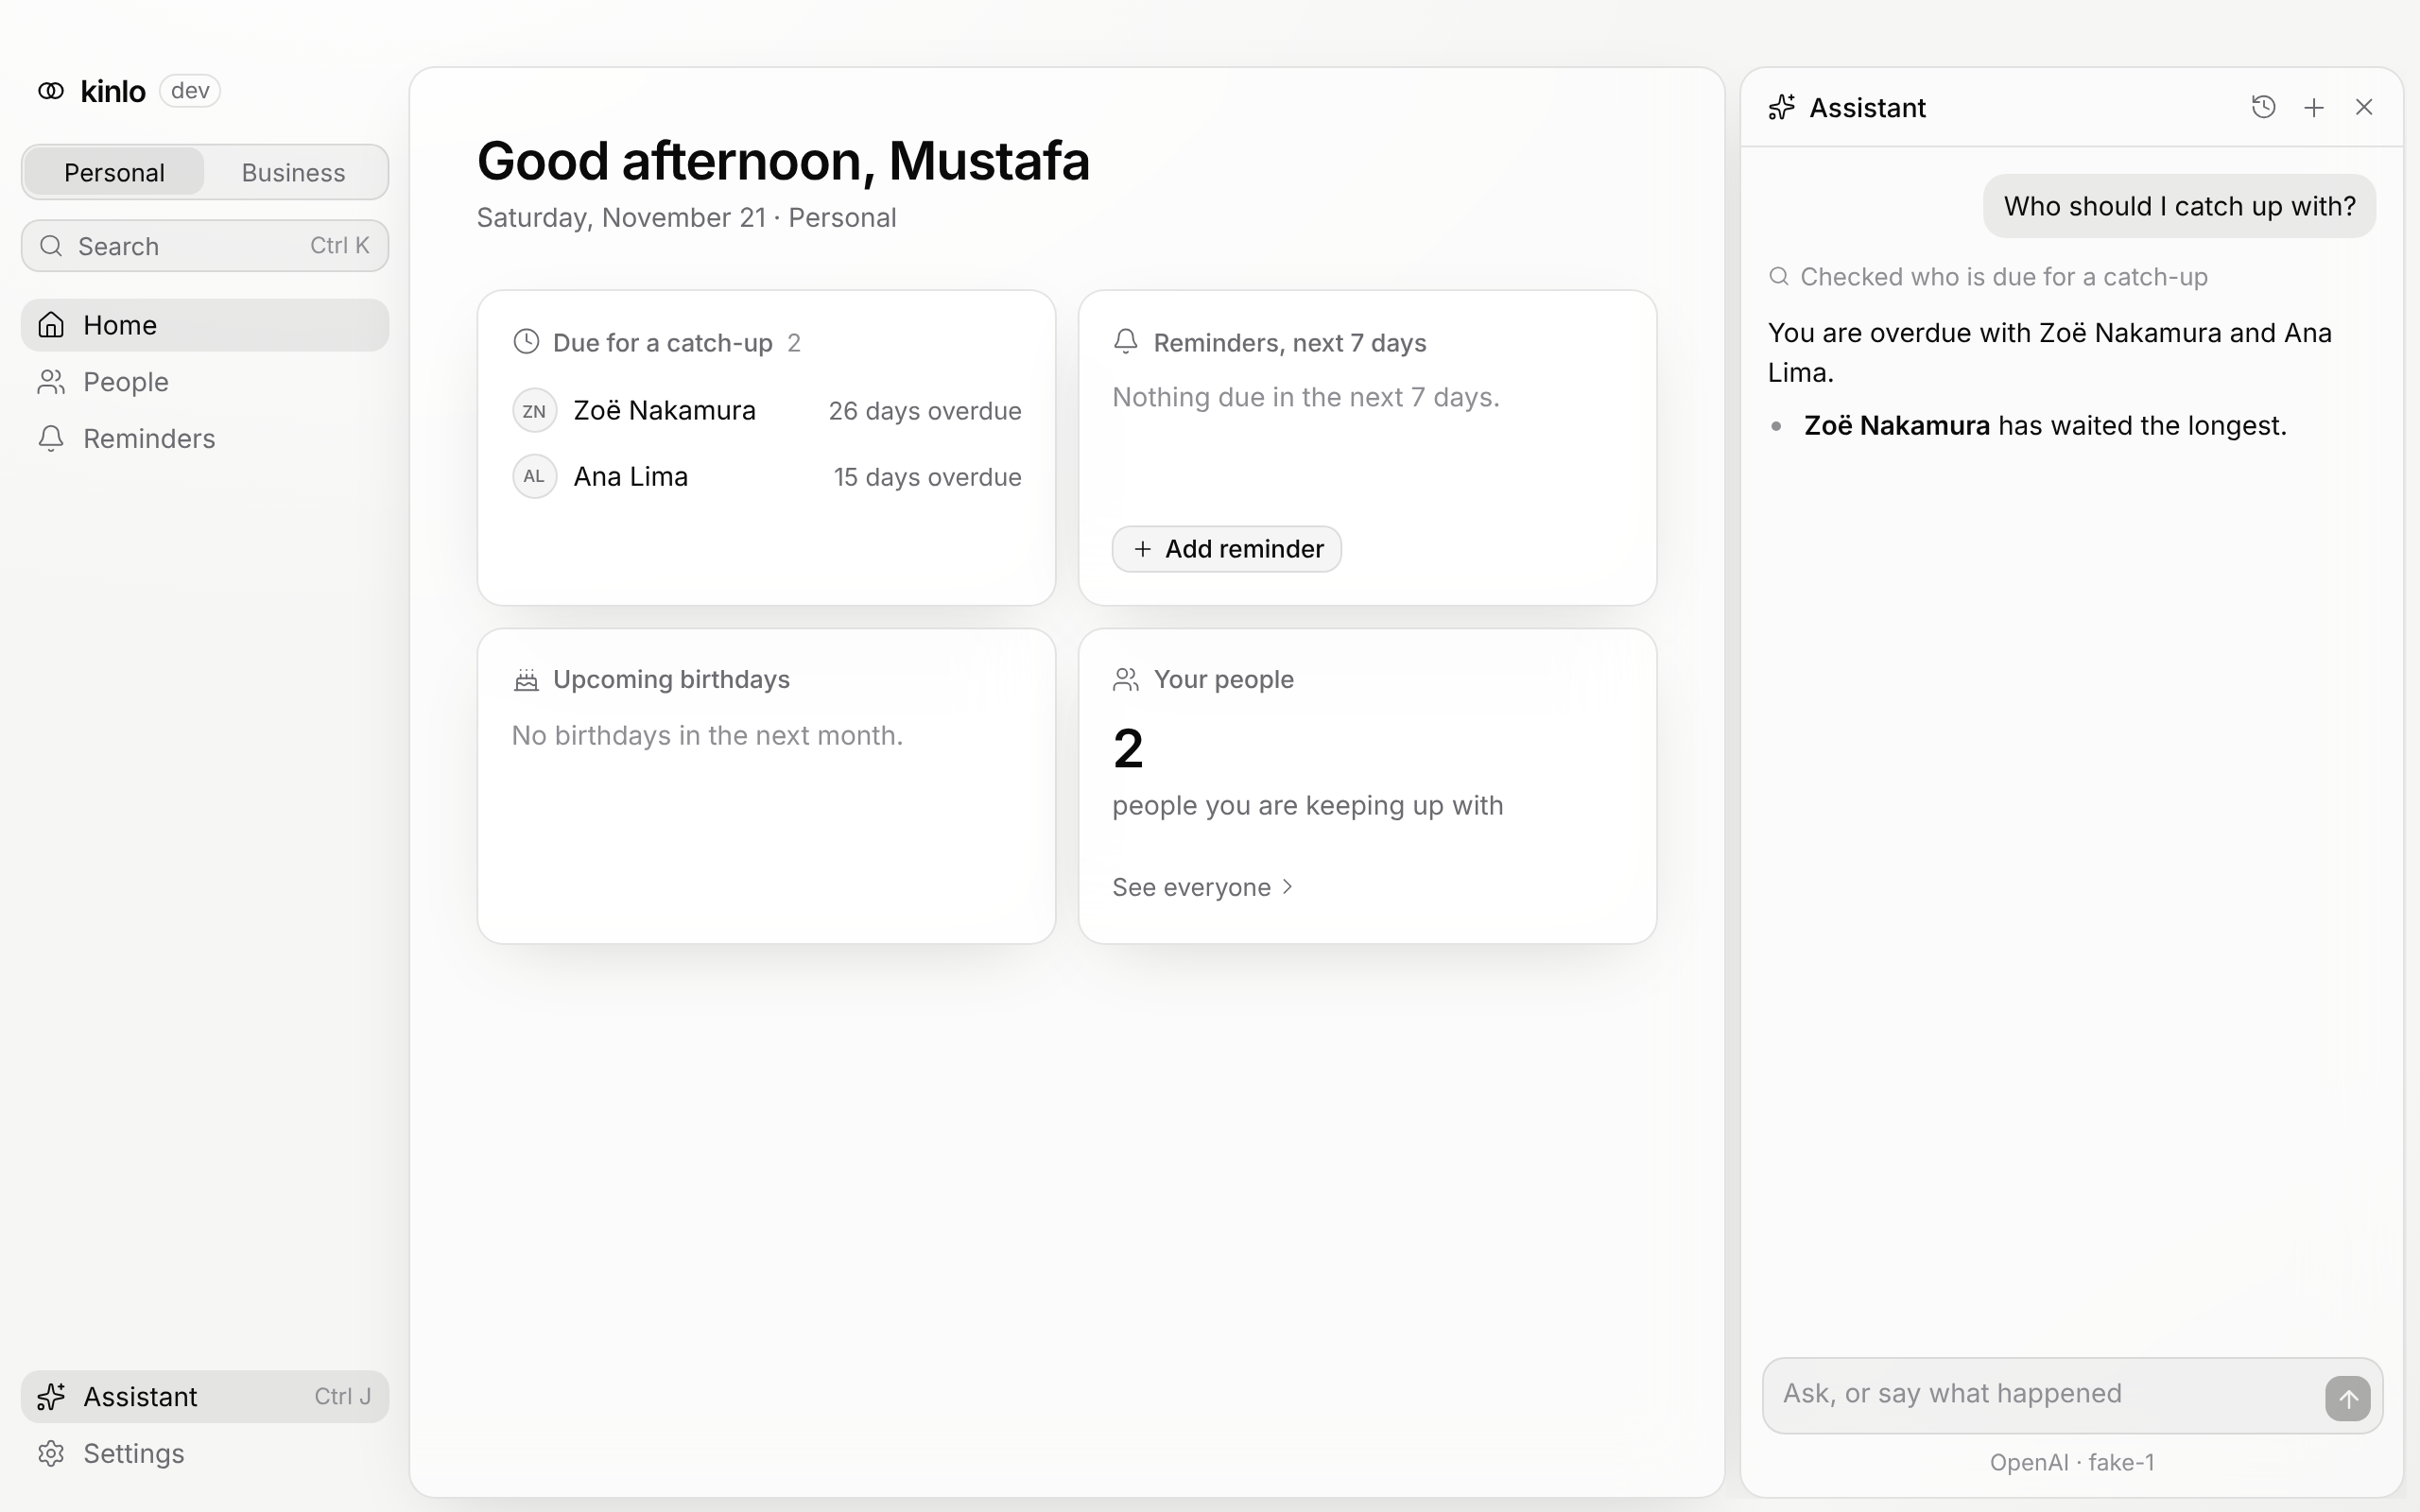 kinlo dev
Personal Business
Search Ctrl K
Home
People
Reminders
Assistant Ctrl J
Settings
Good afternoon, Mustafa
Saturday, November 21 · Personal
Due for a catch-up 2
ZN Zoë Nakamura 26 days overdue
AL Ana Lima 15 days overdue
Reminders, next 7 days
Nothing due in the next 7 days.
Add reminder
Upcoming birthdays
No birthdays in the next month.
Your people
2
people you are keeping up with
See everyone
Assistant
Who should I catch up with?
Checked who is due for a catch-up
You are overdue with Zoë Nakamura and Ana
Lima.
• Zoë Nakamura has waited the longest.
Ask, or say what happened
OpenAI · fake-1